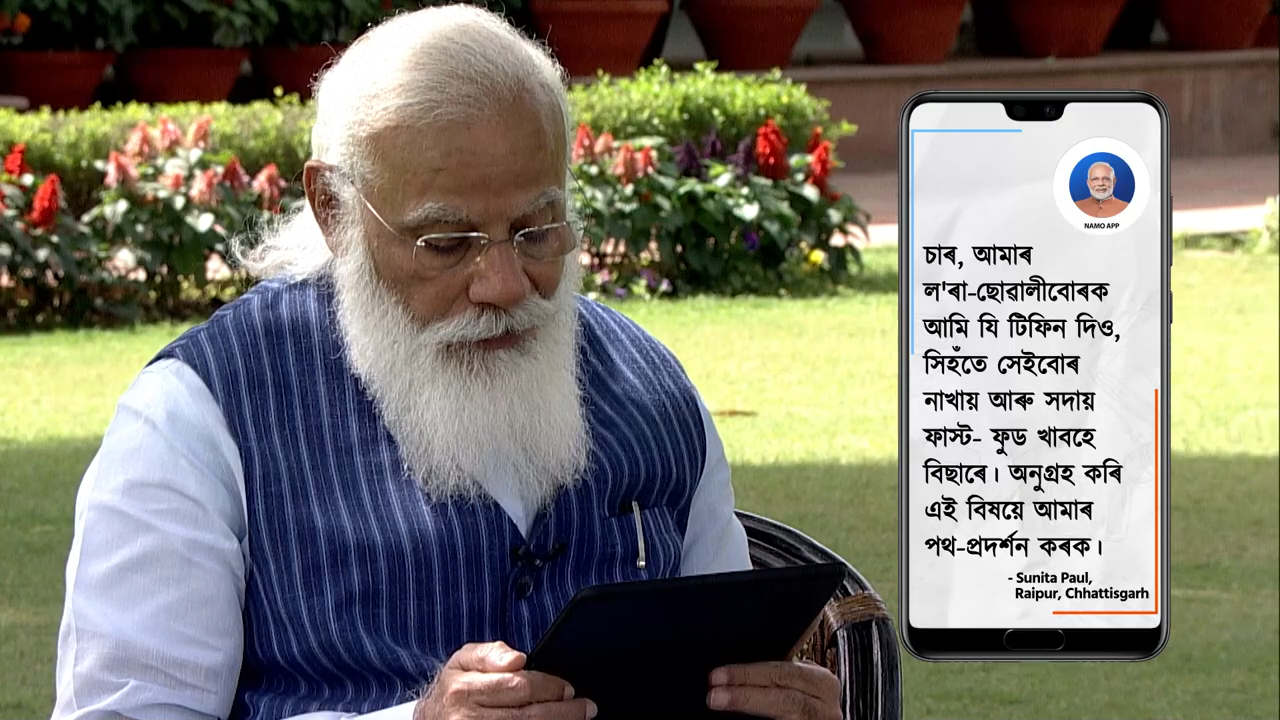 NAMO APP
চাৰ, আমাৰ
ল'ৰা-ছোৱালীবোৰক
আমি যি টিফিন দিওঁ,
সিহঁতে সেইবোৰ
নাখায় আৰু সদায়
ফাস্ট- ফুড খাবহে
বিছাৰে। অনুগ্ৰহ কৰি
এই বিষয়ে আমাৰ
পথ-প্ৰদৰ্শন কৰক।
- Sunita Paul,
Raipur, Chhattisgarh